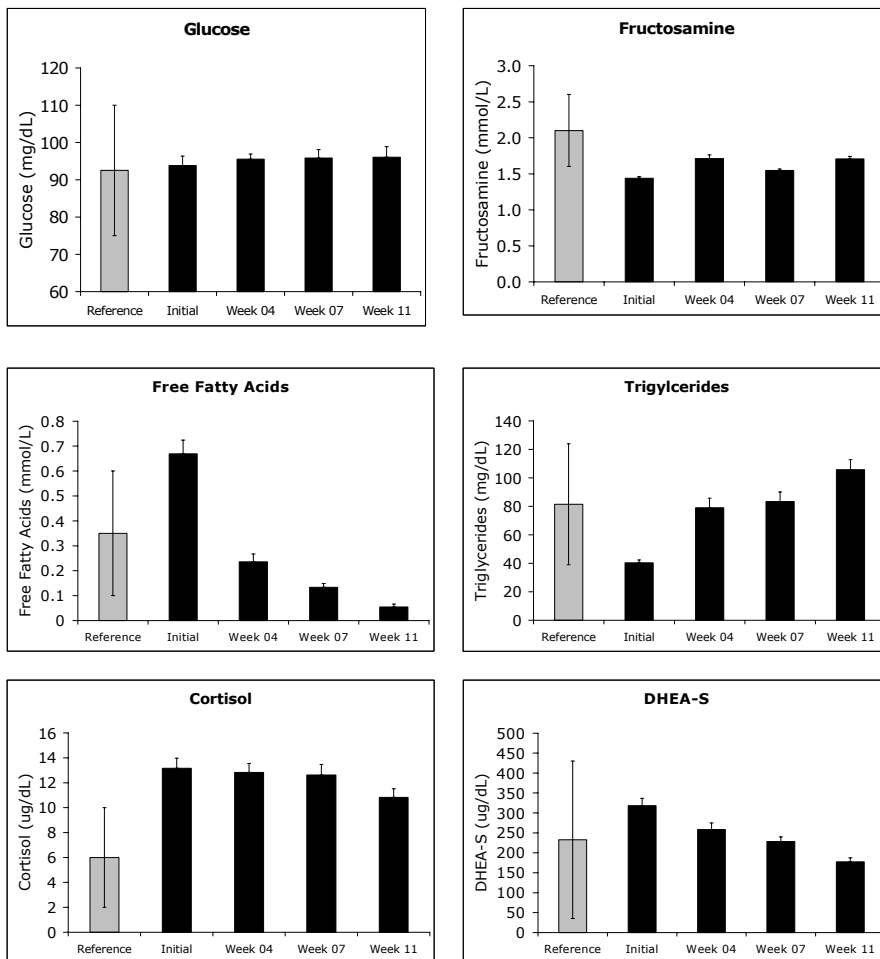 Glucose
Glucose (mg/dL)
120
110
100
90
80
70
60
Reference Initial Week 04 Week 07 Week 11
Fructosamine
Fructosamine (mmol/L)
3.0
2.5
2.0
1.5
1.0
0.5
0.0
Reference Initial Week 04 Week 07 Week 11
Free Fatty Acids
Free Fatty Acids (mmol/L)
0.8
0.7
0.6
0.5
0.4
0.3
0.2
0.1
0
Reference Initial Week 04 Week 07 Week 11
Trigylcerides
Triglycerides (mg/dL)
140
120
100
80
60
40
20
0
Reference Initial Week 04 Week 07 Week 11
Cortisol
Cortisol (ug/dL)
16
14
12
10
8
6
4
2
0
Reference Initial Week 04 Week 07 Week 11
DHEA-S
DHEA-S (ug/dL)
500
450
400
350
300
250
200
150
100
50
0
Reference Initial Week 04 Week 07 Week 11